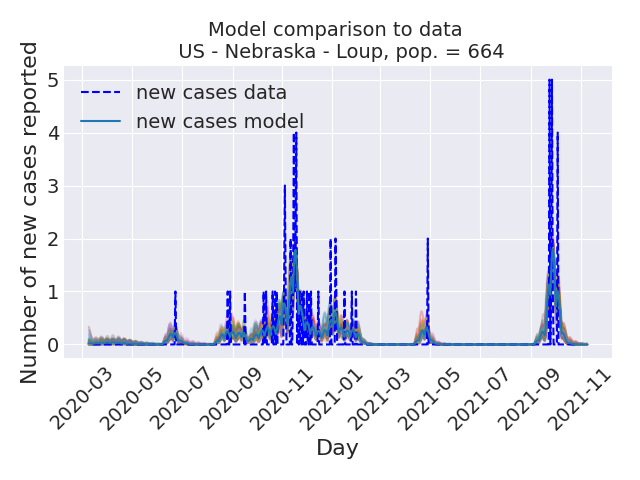 Model comparison to data
US - Nebraska - Loup, pop. = 664
Number of new cases reported
5
4
3
2
1
0
new cases data
new cases model
2020-03
2020-05
2020-07
2020-09
2020-11
2021-01
2021-03
2021-05
2021-07
2021-09
2021-11
Day